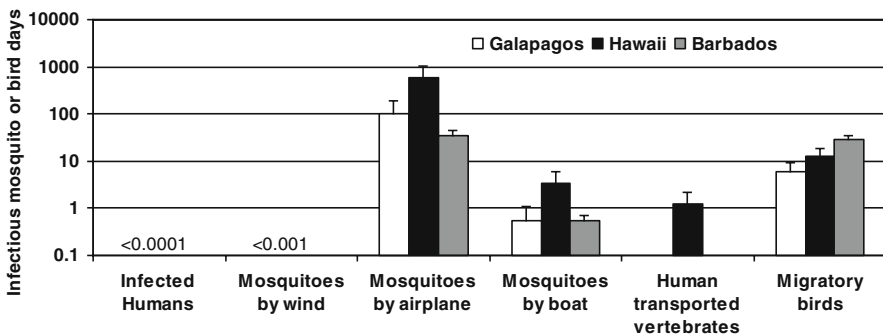 Infectious mosquito or bird days
10000
1000
100
10
1
0.1
Galapagos Hawaii Barbados
<0.0001 <0.001
Infected Humans
Mosquitoes by wind
Mosquitoes by airplane
Mosquitoes by boat
Human transported vertebrates
Migratory birds